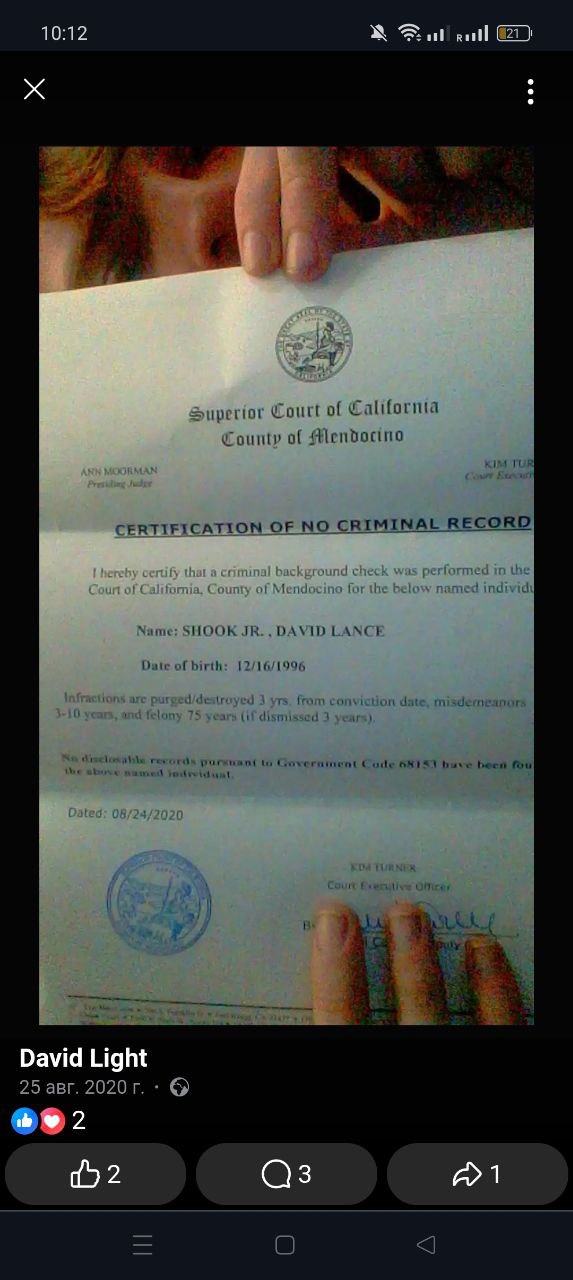 10:12
R
21
Superior Court of California
County of Mendocino
ANN MOORMAN
Presiding Judge
KIM TUR
Court Executi
CERTIFICATION OF NO CRIMINAL RECORD
I hereby certify that a criminal background check was performed in the
Court of California, County of Mendocino for the below named individu
Name: SHOOK JR. , DAVID LANCE
Date of birth: 12/16/1996
Infractions are purged/destroyed 3 yrs. from conviction date, misdemeanors
3-10 years, and felony 75 years (if dismissed 3 years).
No disclosable records pursuant to Government Code 68153 have been fou
the above named individual.
Dated: 08/24/2020
KIM TURNER
Court Executive Officer
David Light
25 авг. 2020 г.
2
2
3
1